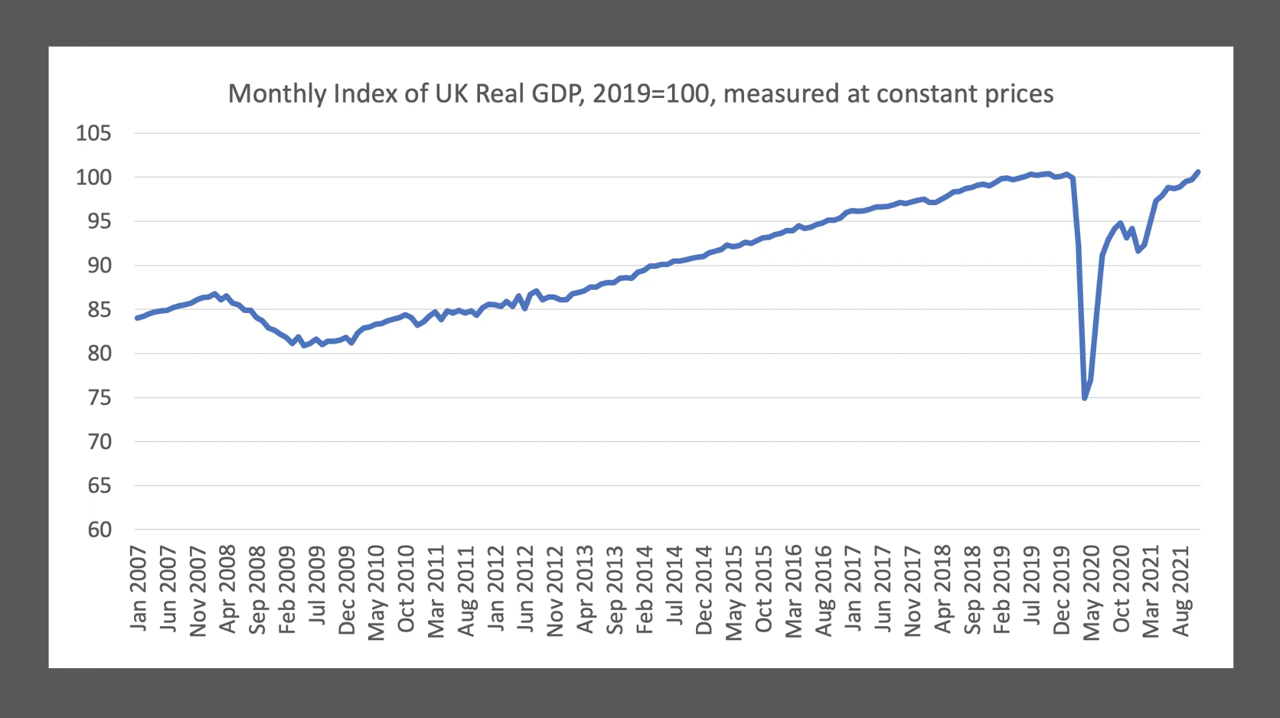 Monthly Index of UK Real GDP, 2019=100, measured at constant prices
105
100
95
90
85
80
75
70
65
60
Jan 2007
Jun 2007
Nov 2007
Apr 2008
Sep 2008
Feb 2009
Jul 2009
Dec 2009
May 2010
Oct 2010
Mar 2011
Aug 2011
Jan 2012
Jun 2012
Nov 2012
Apr 2013
Sep 2013
Feb 2014
Jul 2014
Dec 2014
May 2015
Oct 2015
Mar 2016
Aug 2016
Jan 2017
Jun 2017
Nov 2017
Apr 2018
Sep 2018
Feb 2019
Jul 2019
Dec 2019
May 2020
Oct 2020
Mar 2021
Aug 2021